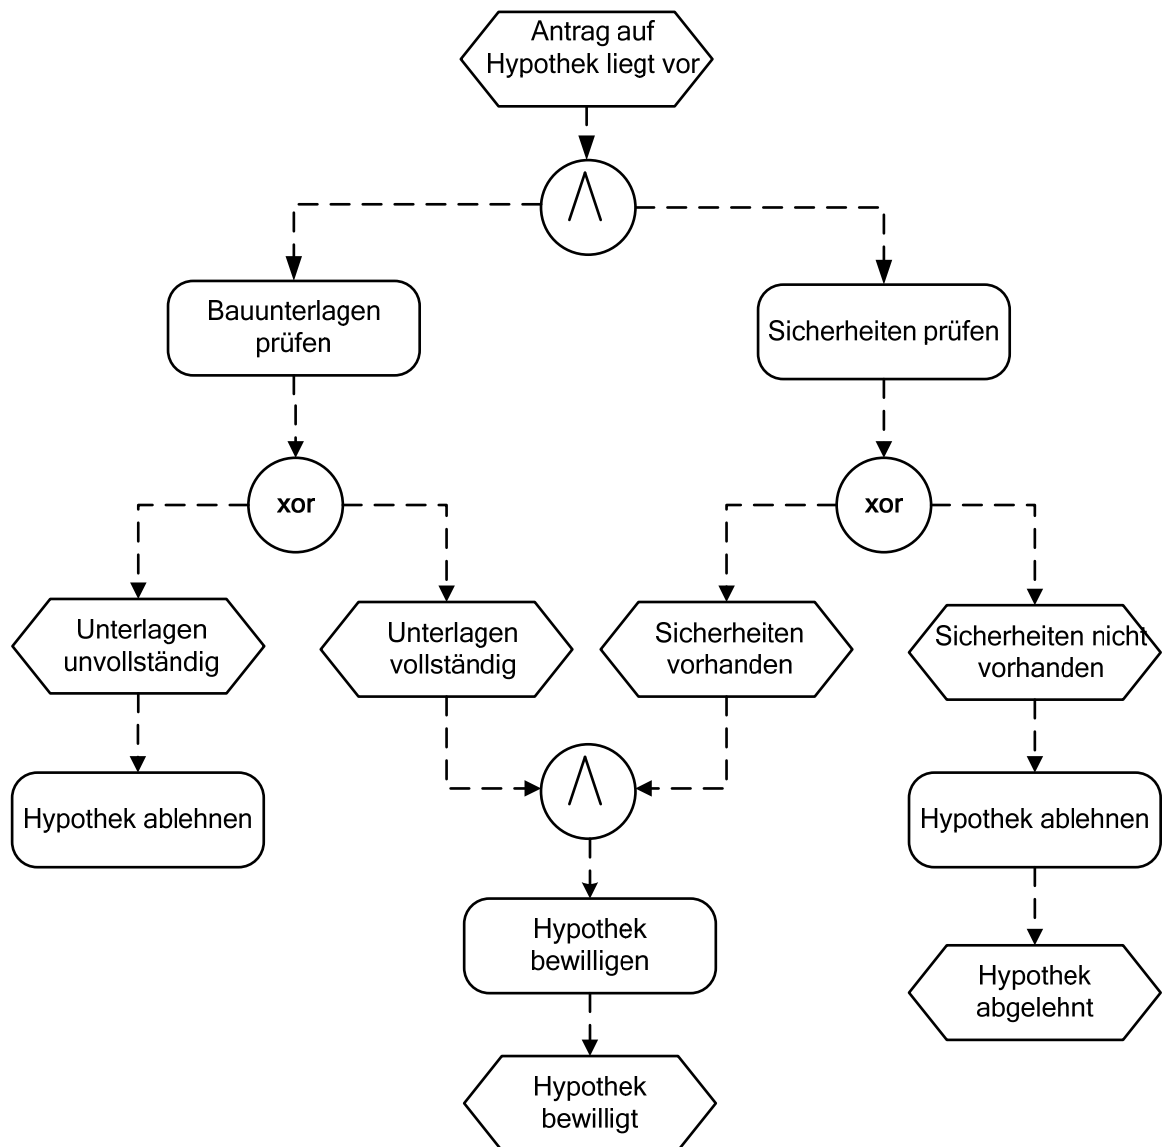 Antrag auf
Hypothek liegt vor
Bauunterlagen
prüfen
Sicherheiten prüfen
xor
xor
Unterlagen
unvollständig
Unterlagen
vollständig
Sicherheiten
vorhanden
Sicherheiten nicht
vorhanden
Hypothek ablehnen
Hypothek ablehnen
Hypothek
bewilligen
Hypothek
abgelehnt
Hypothek
bewilligt